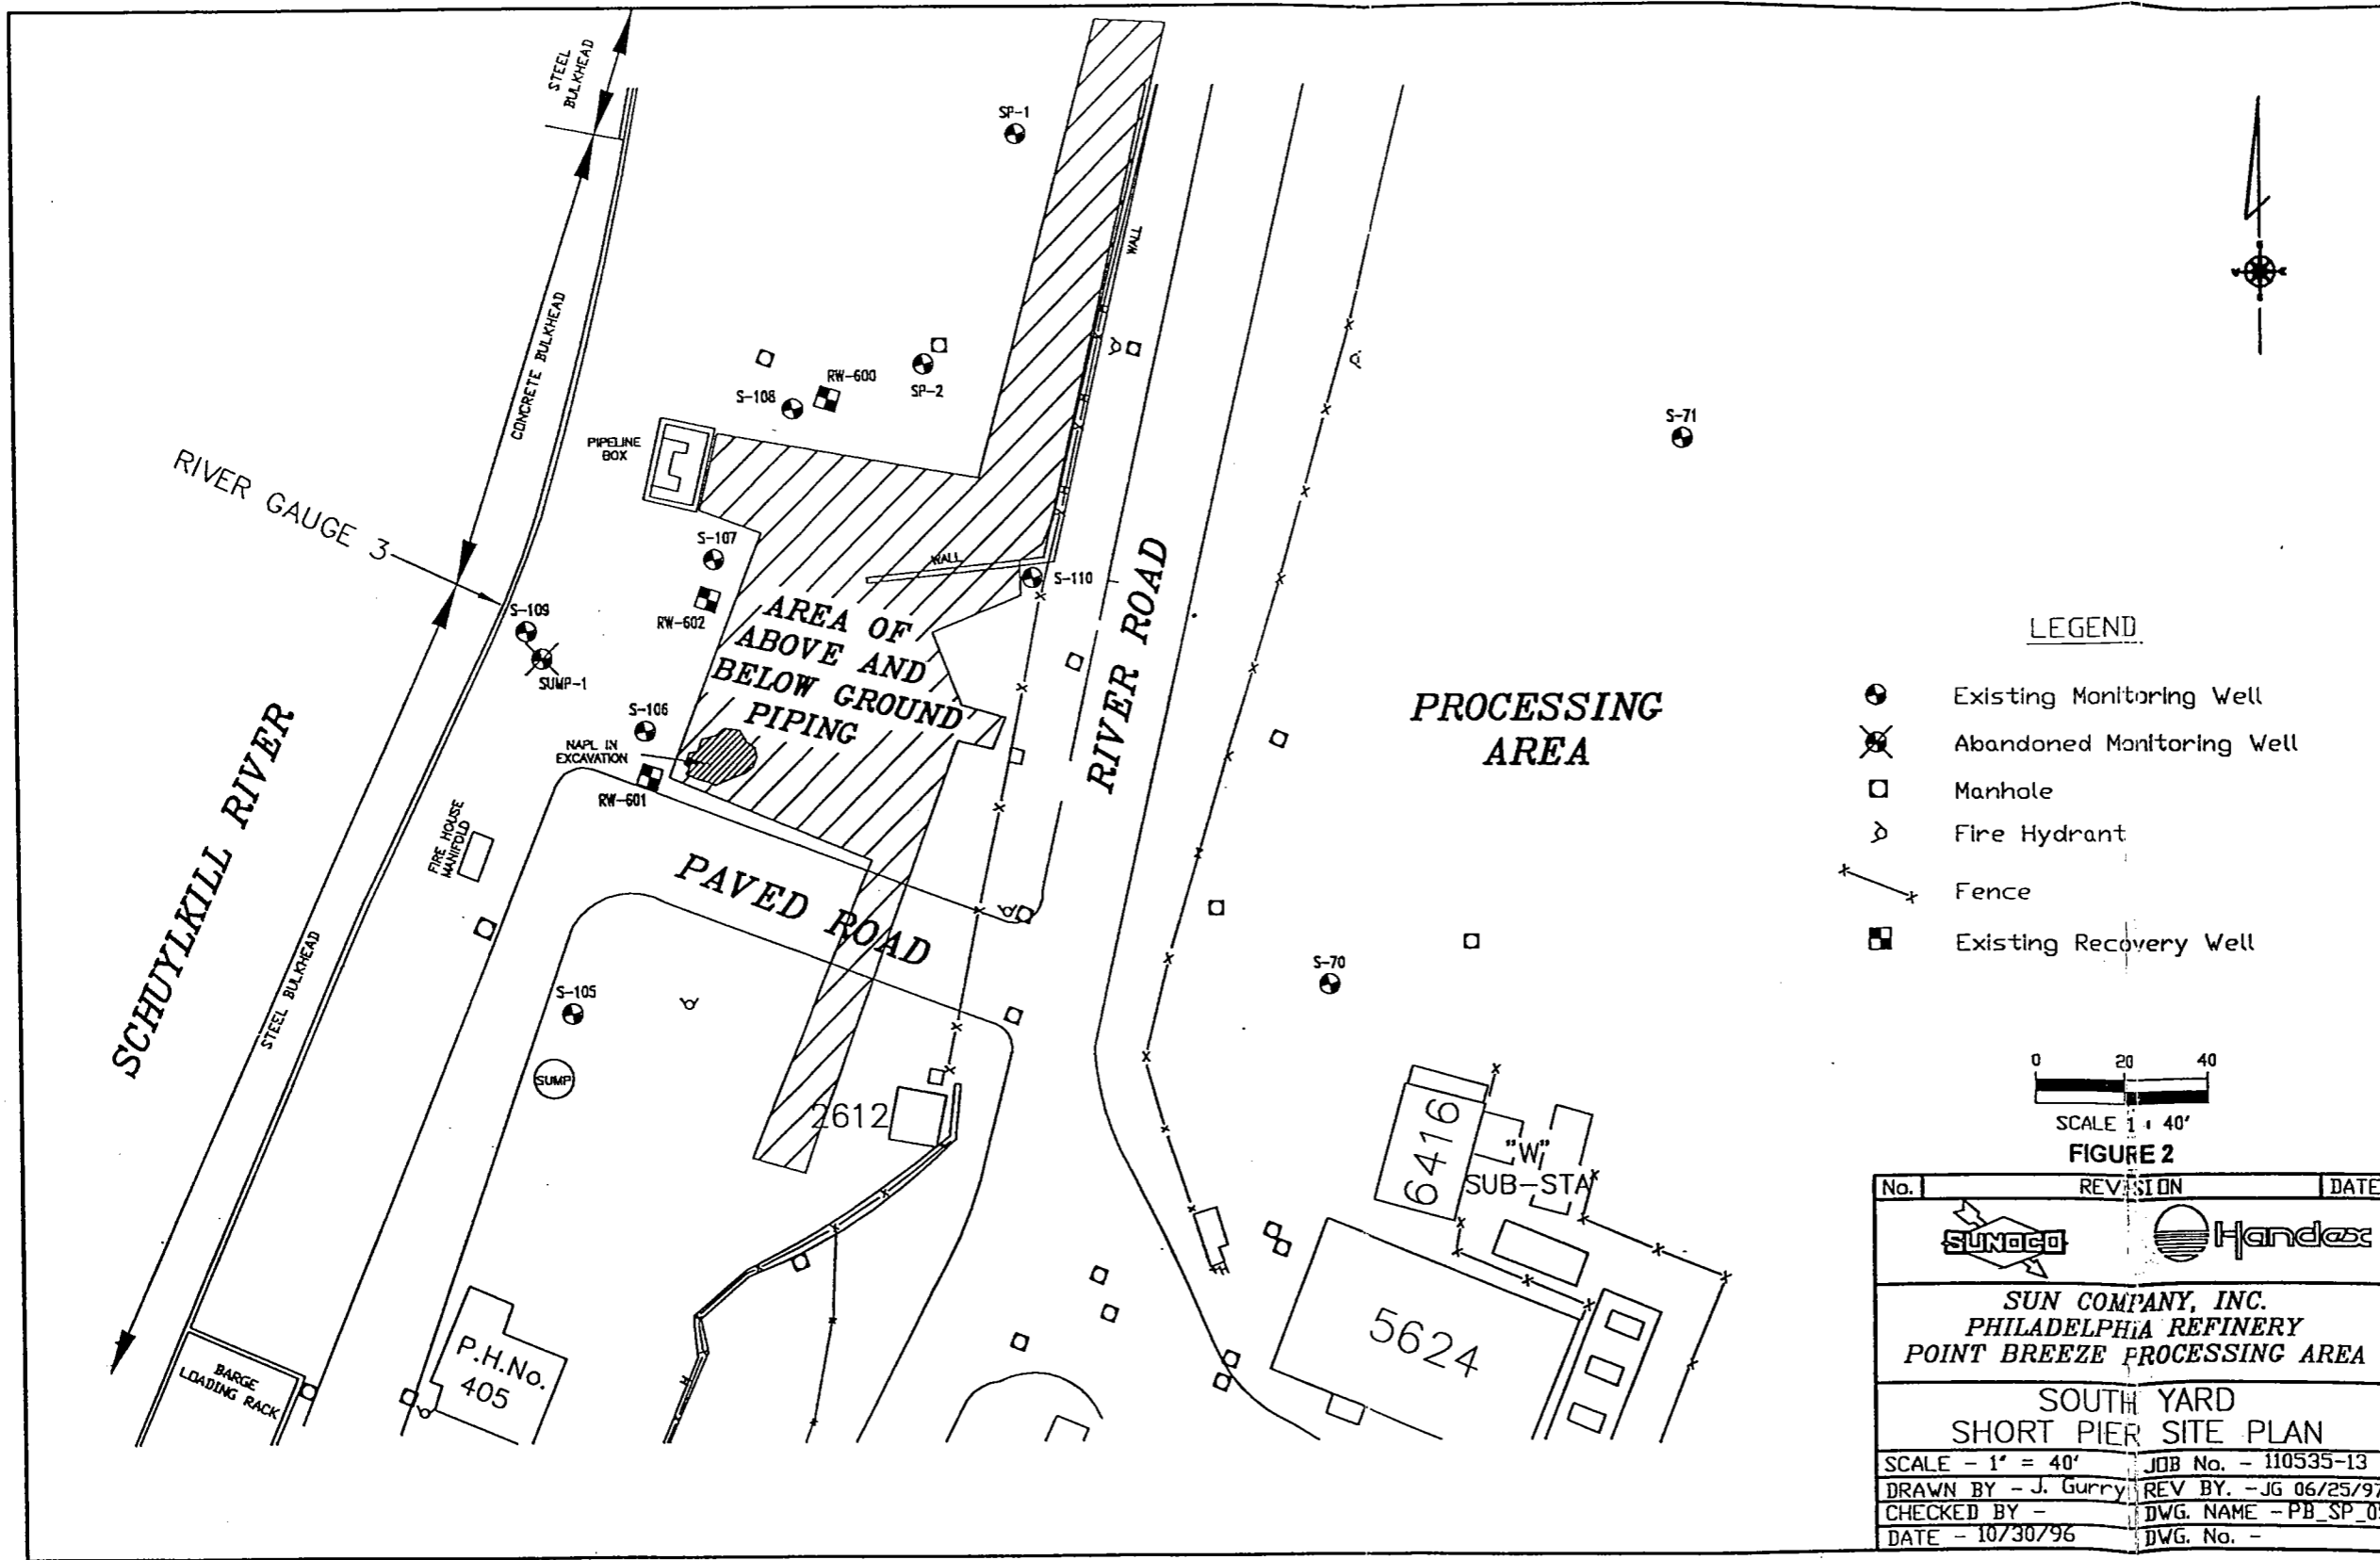 STEEL
BULKHEAD
SP-1
WALL
CONCRETE BULKHEAD
RW-600
S-108
SP-2
S-71
PIPELINE
BOX
RIVER GAUGE 3
S-107
WALL
S-110
RW-602
S-109
SUMP-1
AREA OF
ABOVE AND
BELOW GROUND
PIPING
RIVER ROAD
PROCESSING
AREA
S-106
NAPL IN
EXCAVATION
RW-601
SCHUYLKILL RIVER
FIRE HOUSE
MANIFOLD
PAVED ROAD
STEEL BULKHEAD
S-105
S-70
SUMP
2612
6416
"W"
SUB-STA
5624
P.H.No.
405
BARGE
LOADING RACK
LEGEND
Existing Monitoring Well
Abandoned Monitoring Well
Manhole
Fire Hydrant
Fence
Existing Recovery Well
0 20 40
SCALE 1 40'
FIGURE 2
No. REVISION DATE
SUNOCO Handex
SUN COMPANY, INC.
PHILADELPHIA REFINERY
POINT BREEZE PROCESSING AREA
SOUTH YARD
SHORT PIER SITE PLAN
SCALE - 1" = 40' JOB No. - 110535-13
DRAWN BY - J. Gurry REV BY. - JG 06/25/97
CHECKED BY - DWG. NAME - PB_SP_0
DATE - 10/30/96 DWG. No. -